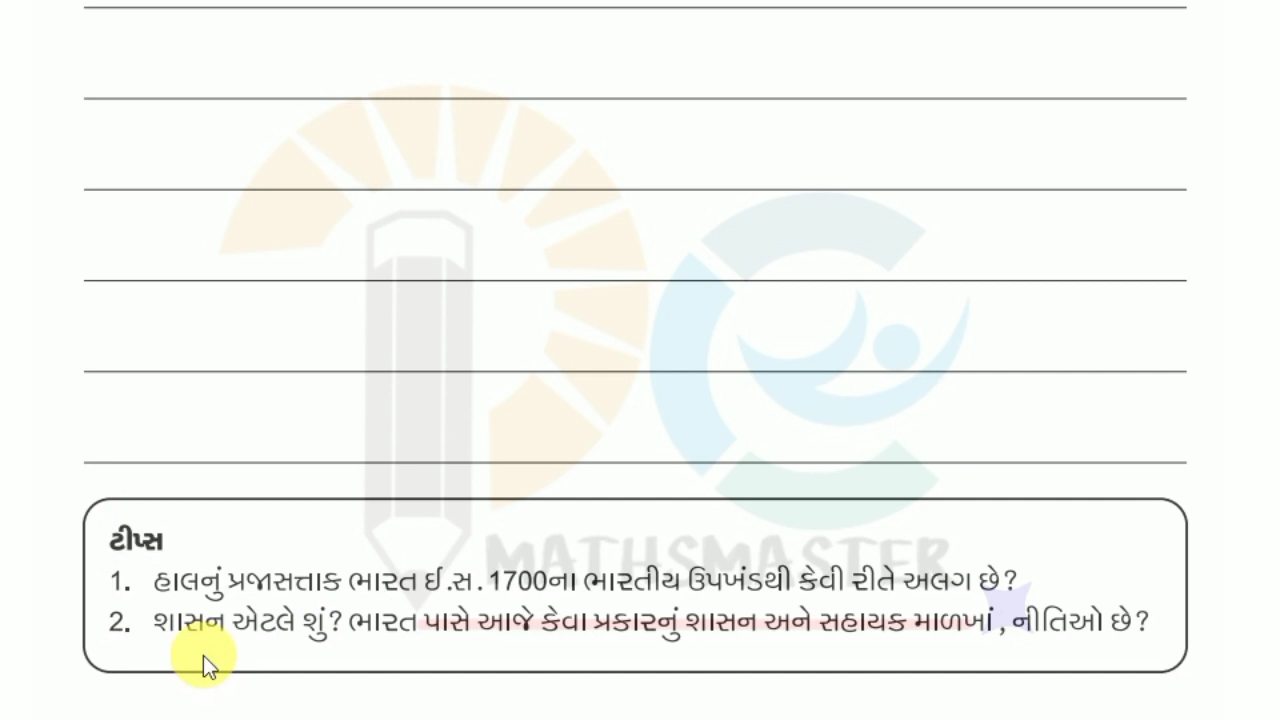 MATHSMASTER
ટીપ્સ
1. હાલનું પ્રજાસત્તાક ભારત ઈ.સ.1700ના ભારતીય ઉપખંડથી કેવી રીતે અલગ છે?
2. શાસન એટલે શું? ભારત પાસે આજે કેવા પ્રકારનું શાસન અને સહાયક માળખાં, નીતિઓ છે?